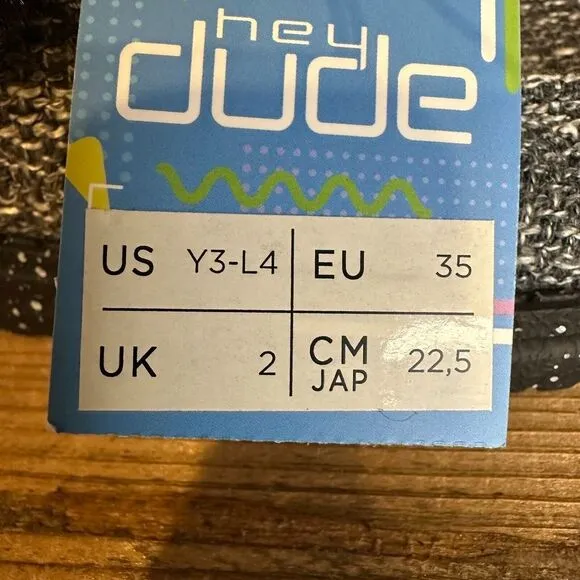 hey
dude
US Y3-L4 EU 35
UK 2 CM JAP 22,5